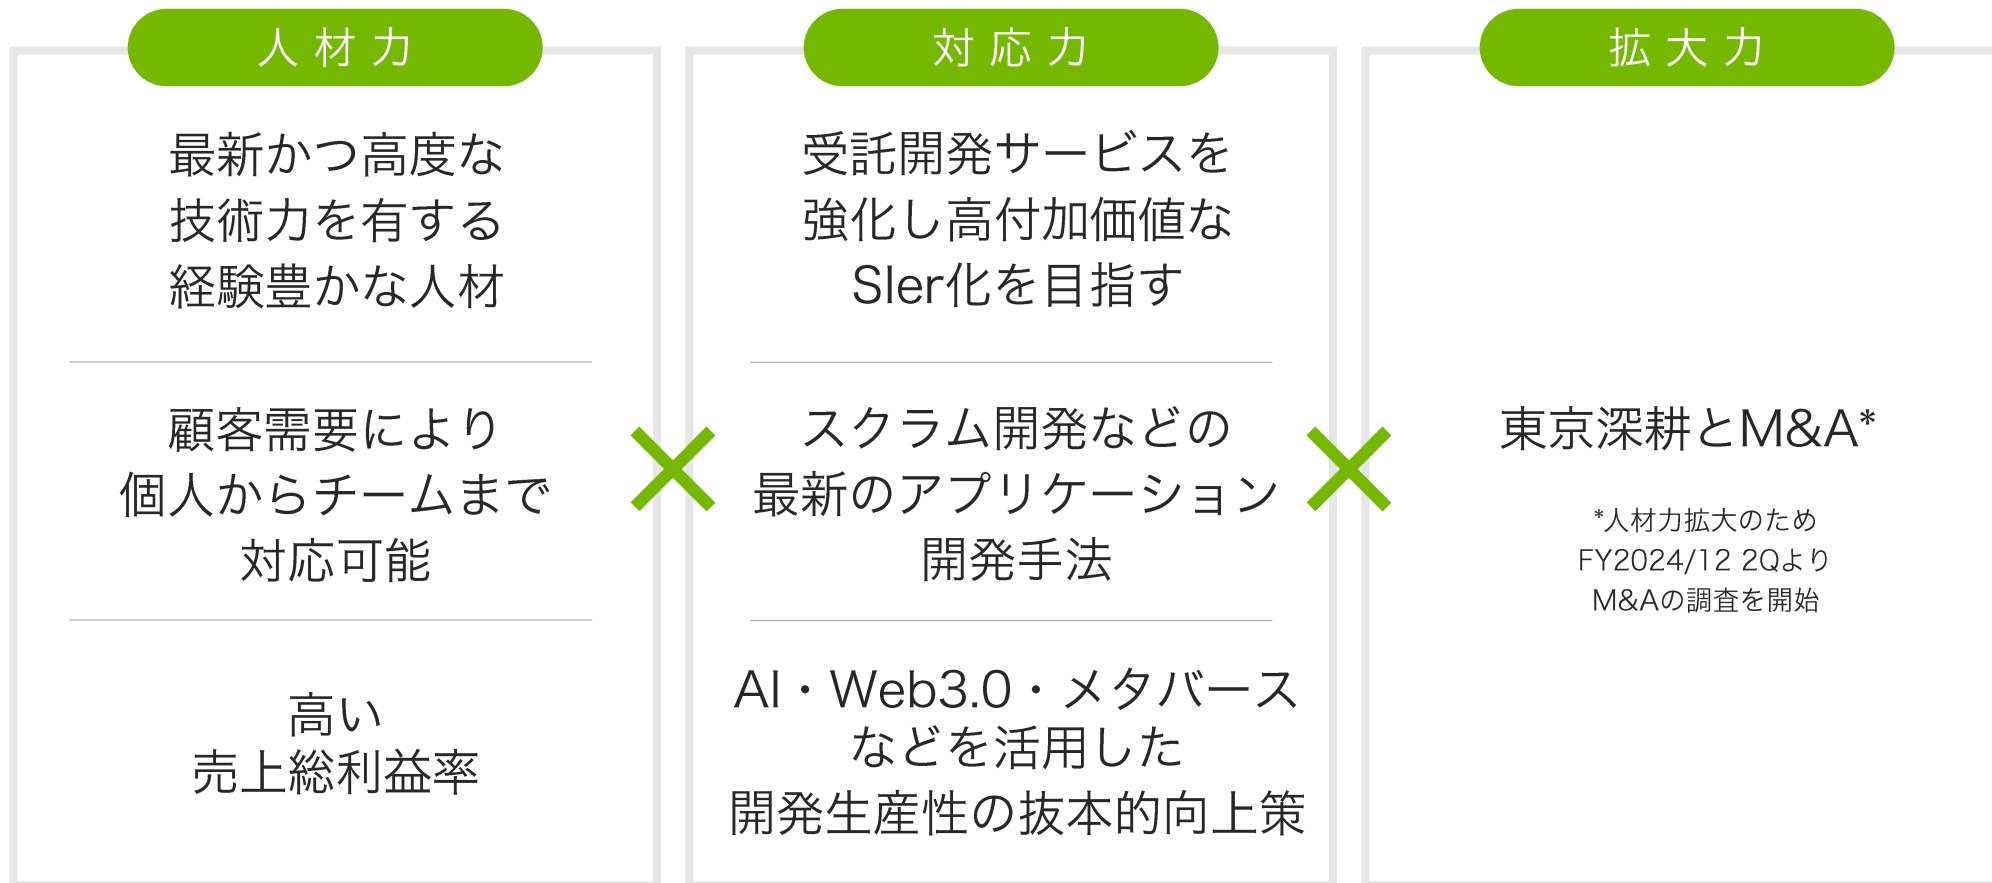 人材力
最新かつ高度な
技術力を有する
経験豊かな人材
顧客需要により
個人からチームまで
対応可能
高い
売上総利益率
×
対応力
受託開発サービスを
強化し高付加価値な
SIer化を目指す
スクラム開発などの
最新のアプリケーション
開発手法
AI・Web3.0・メタバース
などを活用した
開発生産性の抜本的向上策
×
拡大力
東京深耕とM&A*
*人材力拡大のため
FY2024/12 2Qより
M&Aの調査を開始